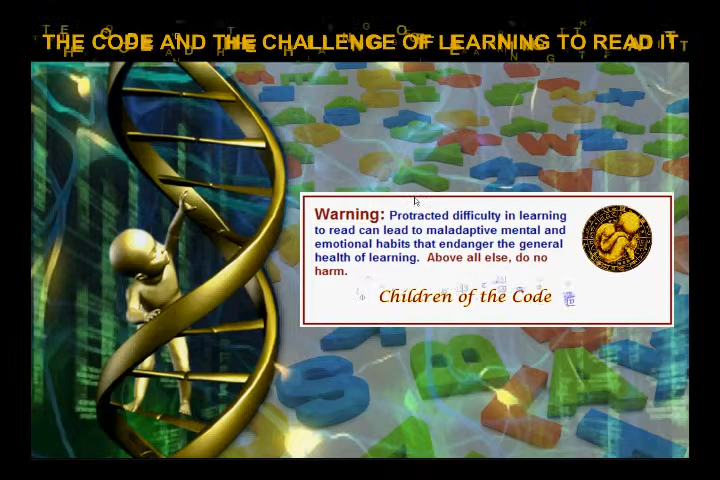 THE CODE AND THE CHALLENGE OF LEARNING TO READ IT
Warning: Protracted difficulty in learning
to read can lead to maladaptive mental and
emotional habits that endanger the general
health of learning. Above all else, do no
harm.
Children of the Code